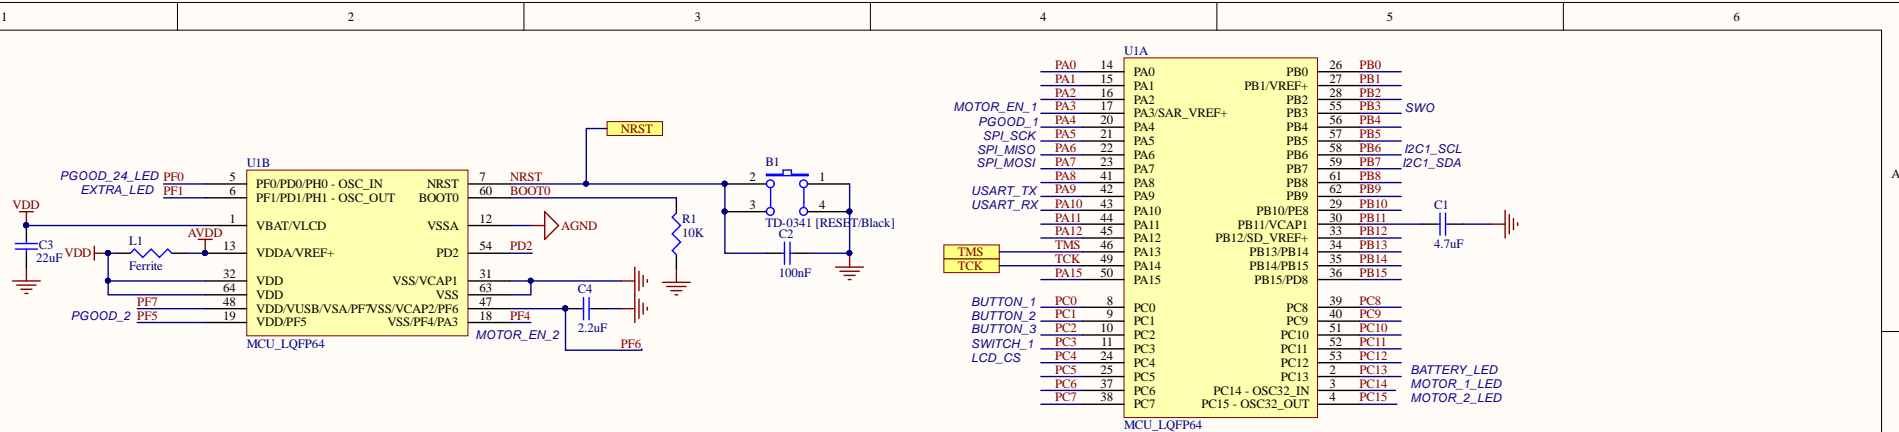 1 2 3 4 5 6
A
U1B
PGOOD_24_LED PF0 5 PF0/PD0/PH0 - OSC_IN NRST 7 NRST
EXTRA_LED PF1 6 PF1/PD1/PH1 - OSC_OUT BOOT0 60 BOOT0
VDD 1 VBAT/VLCD VSSA 12 AGND
C3
22uF
VDD L1 Ferrite AVDD 13 VDDA/VREF+ PD2 54 PD2
32 VDD VSS/VCAP1 31
64 VDD VSS 63
PF7 48 VDD/VUSB/VSA/PF7 VSS/VCAP2/PF6 47
PGOOD_2 PF5 19 VDD/PF5 VSS/PF4/PA3 18 PF4
MOTOR_EN_2
MCU_LQFP64
C4
2.2uF
PF6
NRST
R1
10K
B1
2 1
3 4
TD-0341 [RESET/Black]
C2
100nF
U1A
PA0 14 PA0 PB0 26 PB0
PA1 15 PA1 PB1/VREF+ 27 PB1
PA2 16 PA2 PB2 28 PB2
MOTOR_EN_1 PA3 17 PA3/SAR_VREF+ PB3 55 PB3 SWO
PGOOD_1 PA4 20 PA4 PB4 56 PB4
SPI_SCK PA5 21 PA5 PB5 57 PB5
SPI_MISO PA6 22 PA6 PB6 58 PB6 I2C1_SCL
SPI_MOSI PA7 23 PA7 PB7 59 PB7 I2C1_SDA
PA8 41 PA8 PB8 61 PB8
USART_TX PA9 42 PA9 PB9 62 PB9
USART_RX PA10 43 PA10 PB10/PE8 29 PB10
PA11 44 PA11 PB11/VCAP1 30 PB11
PA12 45 PA12 PB12/SD_VREF+ 33 PB12
TMS TMS 46 PA13 PB13/PB14 34 PB13
TCK TCK 49 PA14 PB14/PB15 35 PB14
PA15 50 PA15 PB15/PD8 36 PB15
C1
4.7uF
BUTTON_1 PC0 8 PC0 PC8 39 PC8
BUTTON_2 PC1 9 PC1 PC9 40 PC9
BUTTON_3 PC2 10 PC2 PC10 51 PC10
SWITCH_1 PC3 11 PC3 PC11 52 PC11
LCD_CS PC4 24 PC4 PC12 53 PC12
PC5 25 PC5 PC13 2 PC13 BATTERY_LED
PC6 37 PC6 PC14 - OSC32_IN 3 PC14 MOTOR_1_LED
PC7 38 PC7 PC15 - OSC32_OUT 4 PC15 MOTOR_2_LED
MCU_LQFP64